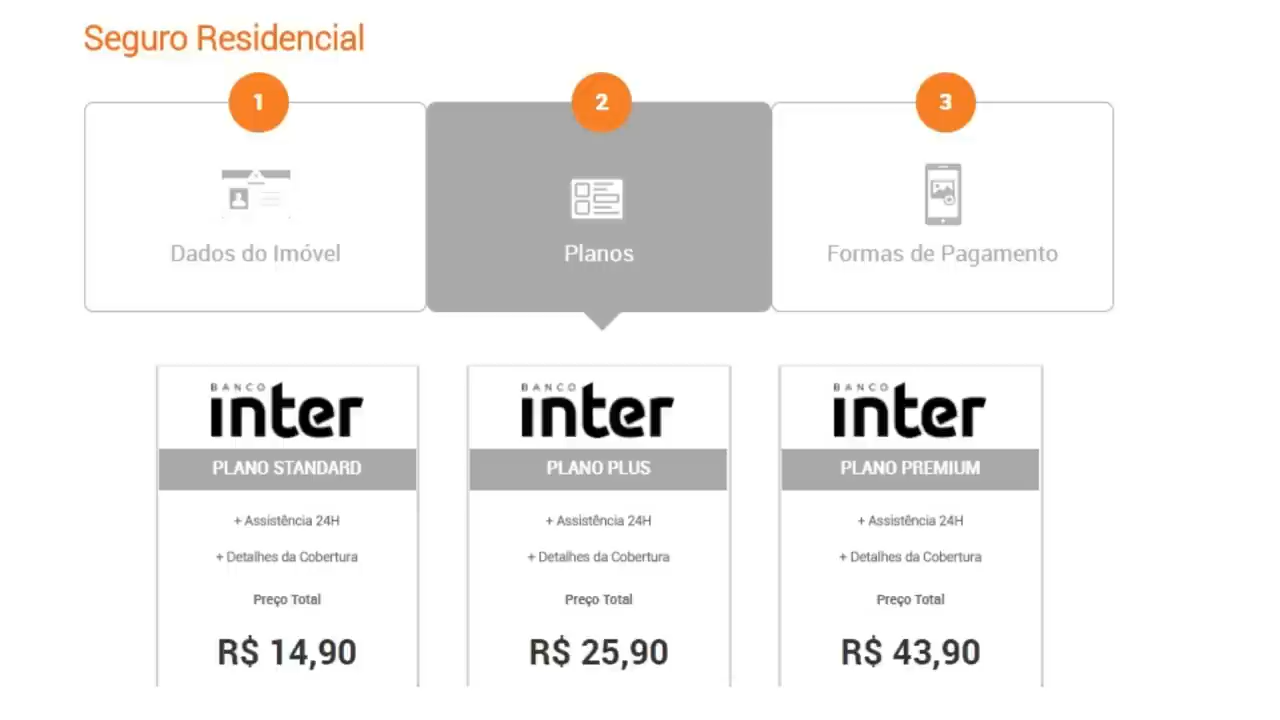 Seguro Residencial
1
2
3
Dados do Imóvel
Planos
Formas de Pagamento
BANCO
inter
PLANO STANDARD
+ Assistência 24H
+ Detalhes da Cobertura
Preço Total
R$ 14,90
BANCO
inter
PLANO PLUS
+ Assistência 24H
+ Detalhes da Cobertura
Preço Total
R$ 25,90
BANCO
inter
PLANO PREMIUM
+ Assistência 24H
+ Detalhes da Cobertura
Preço Total
R$ 43,90